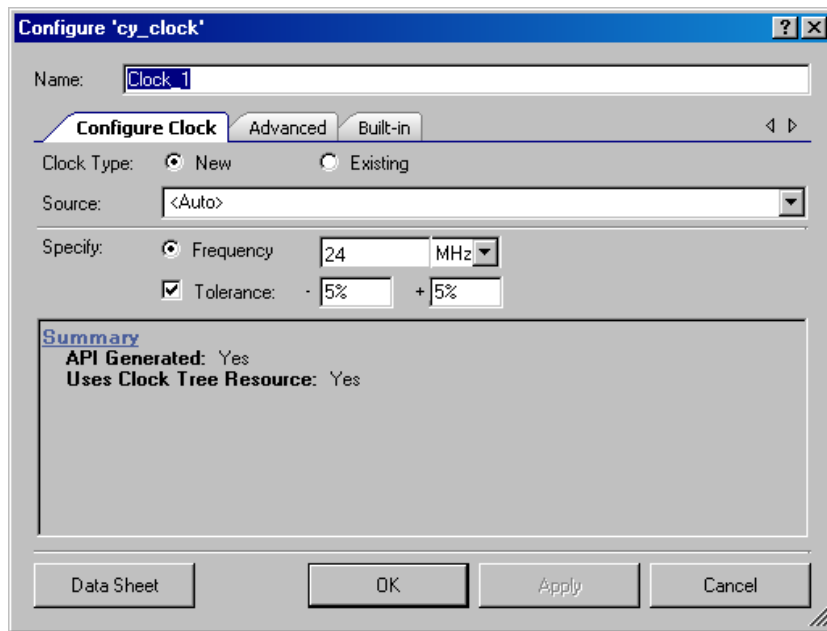 Configure 'cy_clock'
Name: Clock_1
Configure Clock Advanced Built-in
Clock Type: New Existing
Source: <Auto>
Specify: Frequency 24 MHz
Tolerance: - 5% + 5%
Summary
API Generated: Yes
Uses Clock Tree Resource: Yes
Data Sheet OK Apply Cancel